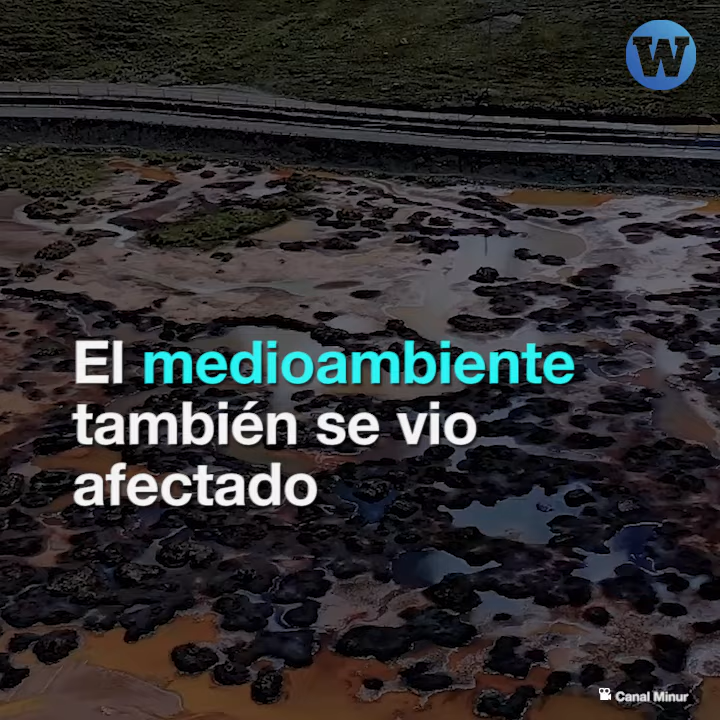 W
El medioambiente
también se vio
afectado
Canal Minur